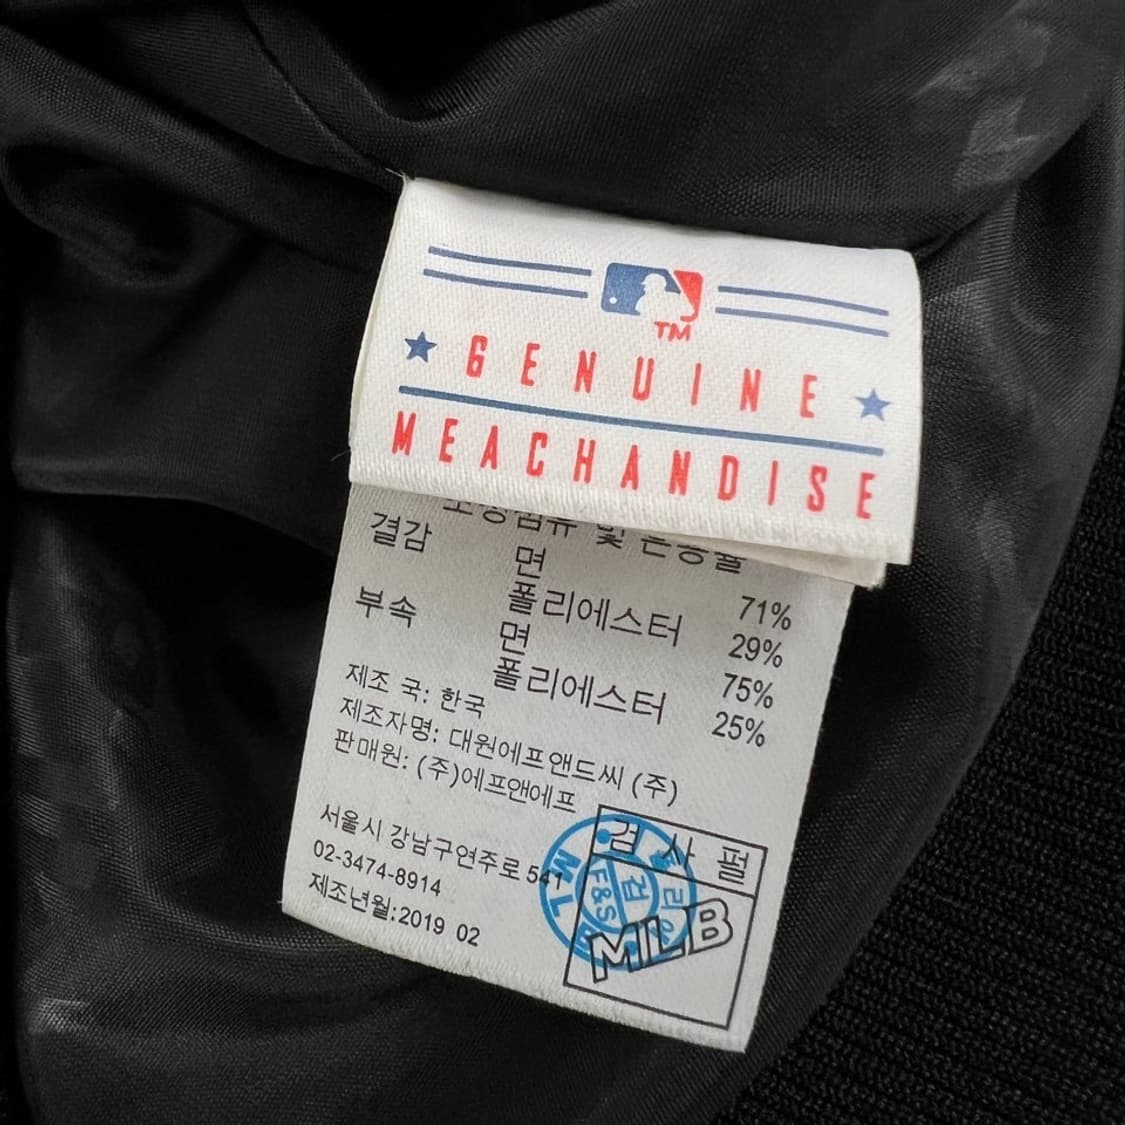 TM
GENUINE
MEACHANDISE
결감 면 71%
폴리에스터 29%
부속 면 75%
폴리에스터 25%
제조 국: 한국
제조자명: 대원에프앤드씨 (주)
판매원: (주)에프앤에프
서울시 강남구연주로 541
02-3474-8914
제조년월:2019 02
검사필
F&S
검
MLB